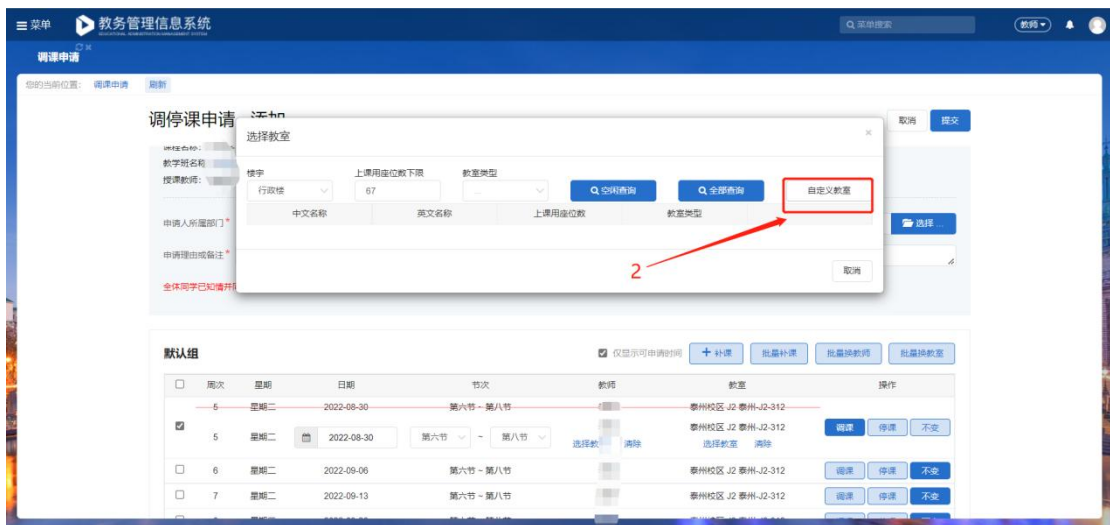 菜单 教务管理信息系统 菜单搜索 教师
EDUCATIONAL ADMINISTRATION MANAGEMENT SYSTEM
调课申请
您的当前位置: 调课申请 刷新
调停课申请 添加 取消 提交
选择教室 ×
课程名称:
教学班名称
授课教师:
楼宇 上课用座位数下限 教室类型
行政楼 67 ... 空闲查询 全部查询 自定义教室
中文名称 英文名称 上课用座位数 教室类型
申请人所属部门* 选择 ...
申请理由或备注*
2
取消
全体同学已知情并同
默认组 仅显示可申请时间 + 补课 批量补课 批量换教师 批量换教室
周次 星期 日期 节次 教师 教室 操作
5 星期二 2022-08-30 第六节 ~ 第八节 泰州校区 J2 泰州-J2-312
5 星期二 2022-08-30 第六节 ~ 第八节 选择教 清除 泰州校区 J2 泰州-J2-312 选择教室 清除 调课 停课 不变
6 星期二 2022-09-06 第六节 ~ 第八节 泰州校区 J2 泰州-J2-312 调课 停课 不变
7 星期二 2022-09-13 第六节 ~ 第八节 泰州校区 J2 泰州-J2-312 调课 停课 不变